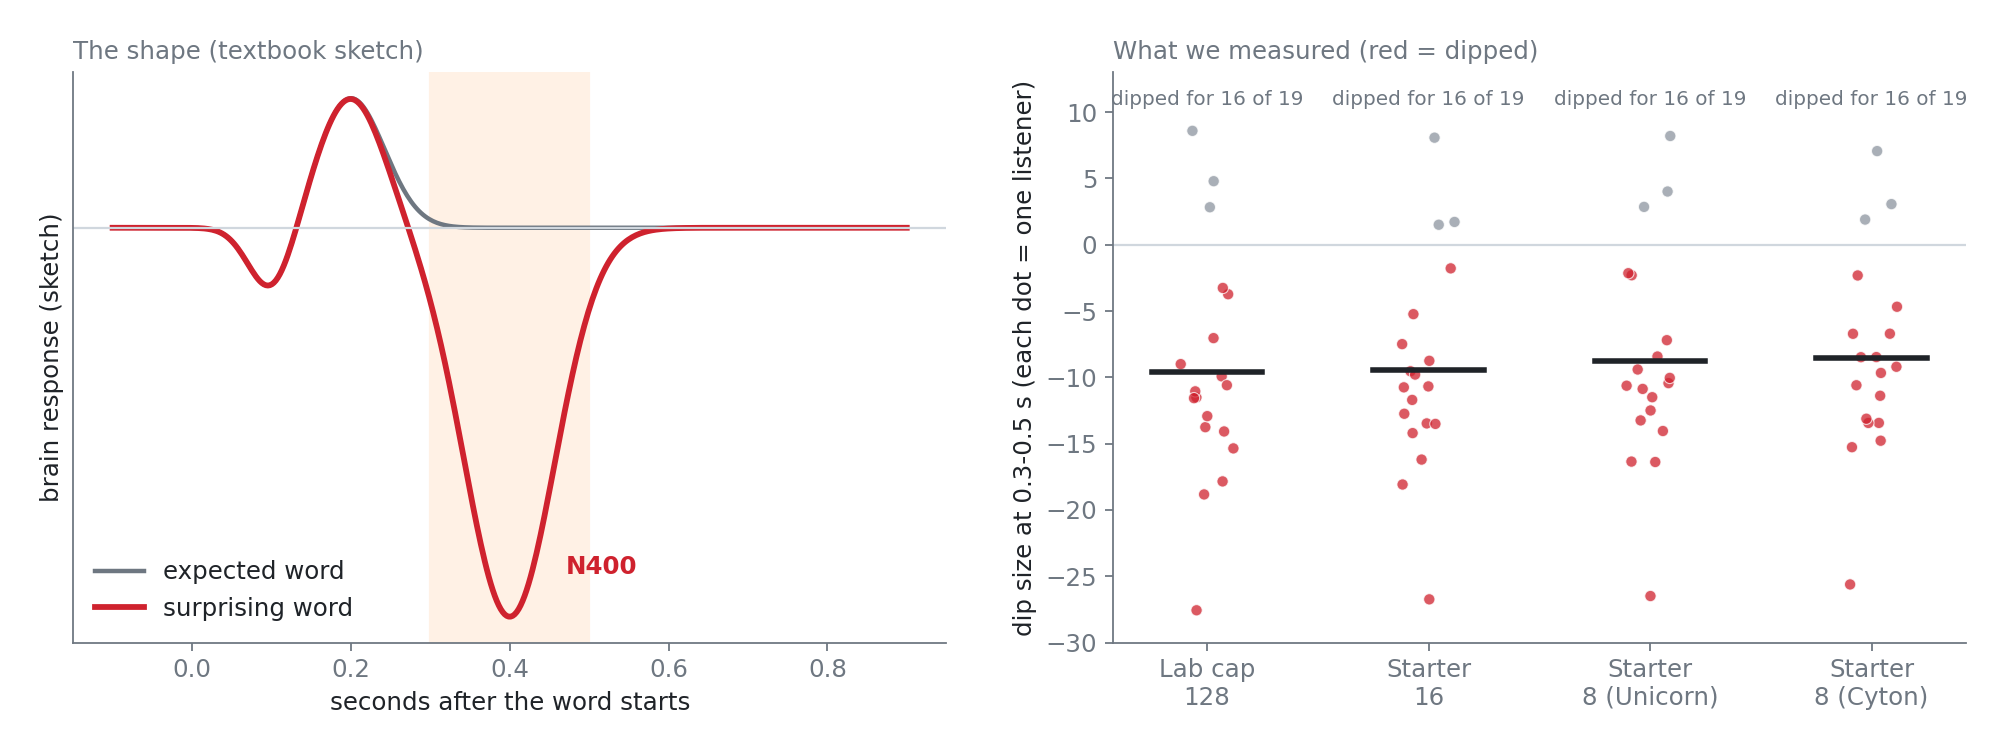 The shape (textbook sketch)
brain response (sketch)
N400
expected word
surprising word
0.0
0.2
0.4
0.6
0.8
seconds after the word starts
What we measured (red = dipped)
dipped for 16 of 19
dipped for 16 of 19
dipped for 16 of 19
dipped for 16 of 19
dip size at 0.3-0.5 s (each dot = one listener)
10
5
0
−5
−10
−15
−20
−25
−30
Lab cap
128
Starter
16
Starter
8 (Unicorn)
Starter
8 (Cyton)